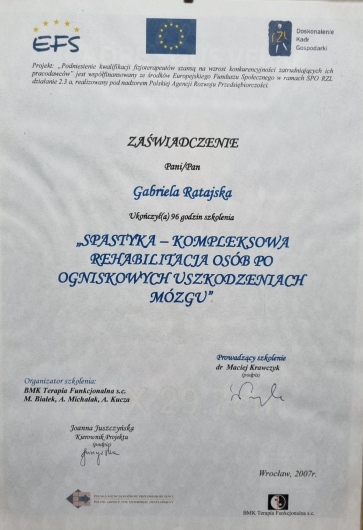 EFS
Doskonalenie
Kadr
Gospodarki
Projekt: „Podniesienie kwalifikacji fizjoterapeutów szansą na wzrost konkurencyjności zatrudniających ich
pracodawców” jest współfinansowany ze środków Europejskiego Funduszu Społecznego w ramach SPO RZL
działanie 2.3 a, realizowany pod nadzorem Polskiej Agencji Rozwoju Przedsiębiorczości.
ZAŚWIADCZENIE
Pani/Pan
Gabriela Ratajska
Ukończył(a) 96 godzin szkolenia
„SPASTYKA – KOMPLEKSOWA
REHABILITACJA OSÓB PO
OGNISKOWYCH USZKODZENIACH
MÓZGU”
Prowadzący szkolenie
dr Maciej Krawczyk
(podpis)
Organizator szkolenia:
BMK Terapia Funkcjonalna s.c.
M. Białek, A. Michalak, A. Kucza
Joanna Juszczyńska
Kierownik Projektu
(podpis)
Wrocław, 2007r.
BMK Terapia Funkcjonalna s.c.